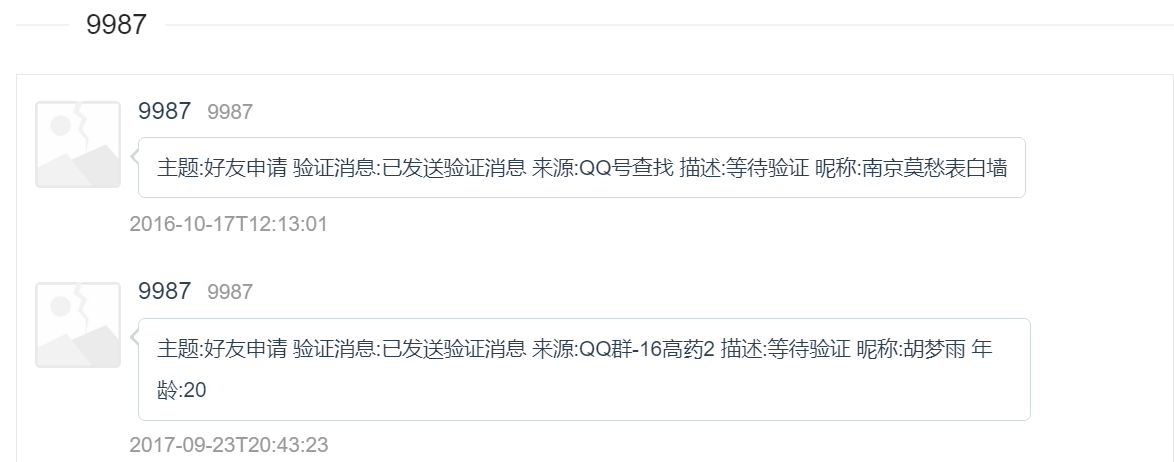 9987
9987 9987
主题:好友申请 验证消息:已发送验证消息 来源:QQ号查找 描述:等待验证 昵称:南京莫愁表白墙
2016-10-17T12:13:01
9987 9987
主题:好友申请 验证消息:已发送验证消息 来源:QQ群-16高药2 描述:等待验证 昵称:胡梦雨 年
龄:20
2017-09-23T20:43:23